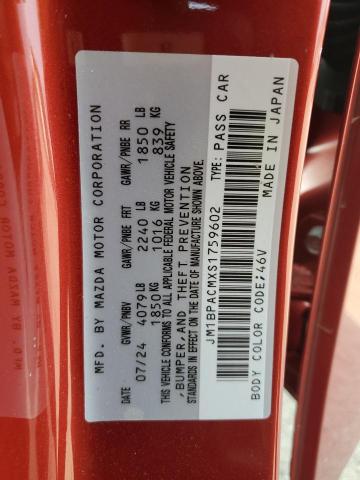 MFD. BY MAZDA MOTOR CORPORATION
DATE GVWR/PNBV GAWR/PNBE FRT GAWR/PNBE RR
07/24 4079 LB 2240 LB 1850 LB
1850 KG 1016 KG 839 KG
THIS VEHICLE CONFORMS TO ALL APPLICABLE FEDERAL MOTOR VEHICLE SAFETY
,BUMPER,AND THEFT PREVENTION
STANDARDS IN EFFECT ON THE DATE OF MANUFACTURE SHOWN ABOVE.
JM1BPACMXS1759602 TYPE: PASS CAR
BODY COLOR CODE;46V MADE IN JAPAN